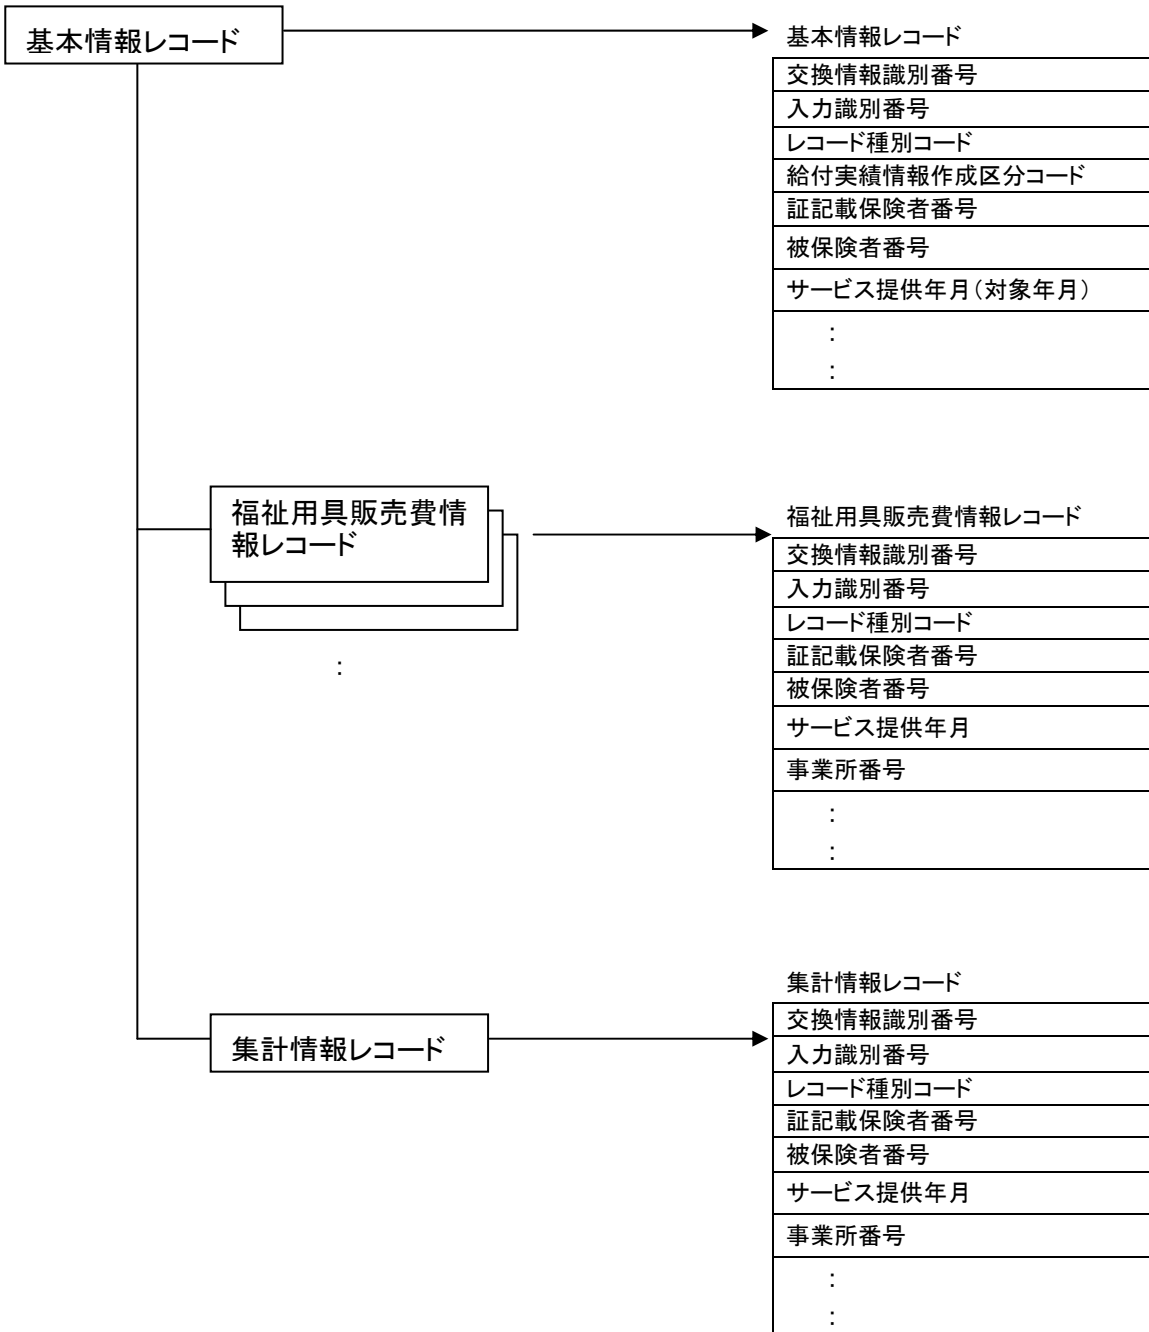 基本情報レコード
基本情報レコード
交換情報識別番号
入力識別番号
レコード種別コード
給付実績情報作成区分コード
証記載保険者番号
被保険者番号
サービス提供年月(対象年月)
:
:
福祉用具販売費情
報レコード
:
福祉用具販売費情報レコード
交換情報識別番号
入力識別番号
レコード種別コード
証記載保険者番号
被保険者番号
サービス提供年月
事業所番号
:
:
集計情報レコード
集計情報レコード
交換情報識別番号
入力識別番号
レコード種別コード
証記載保険者番号
被保険者番号
サービス提供年月
事業所番号
:
: